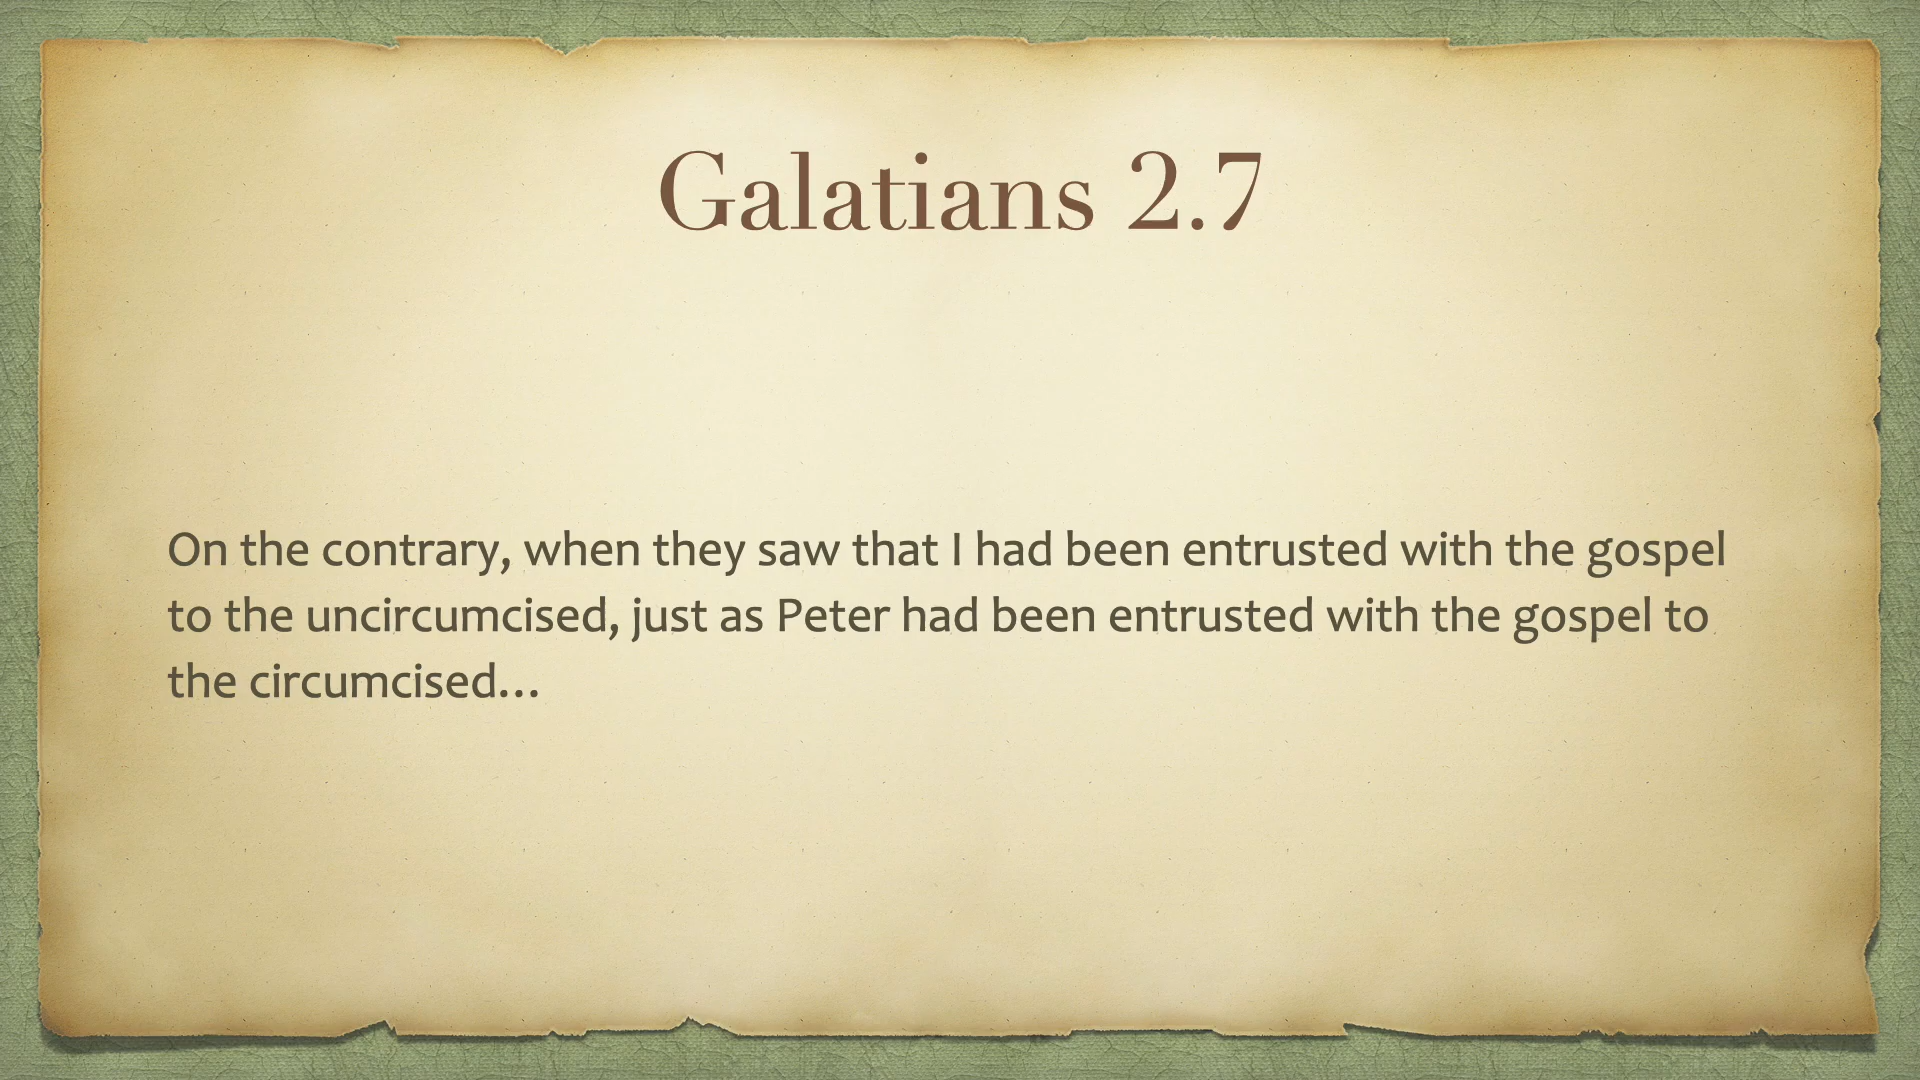 Galatians 2.7
On the contrary, when they saw that I had been entrusted with the gospel
to the uncircumcised, just as Peter had been entrusted with the gospel to
the circumcised…